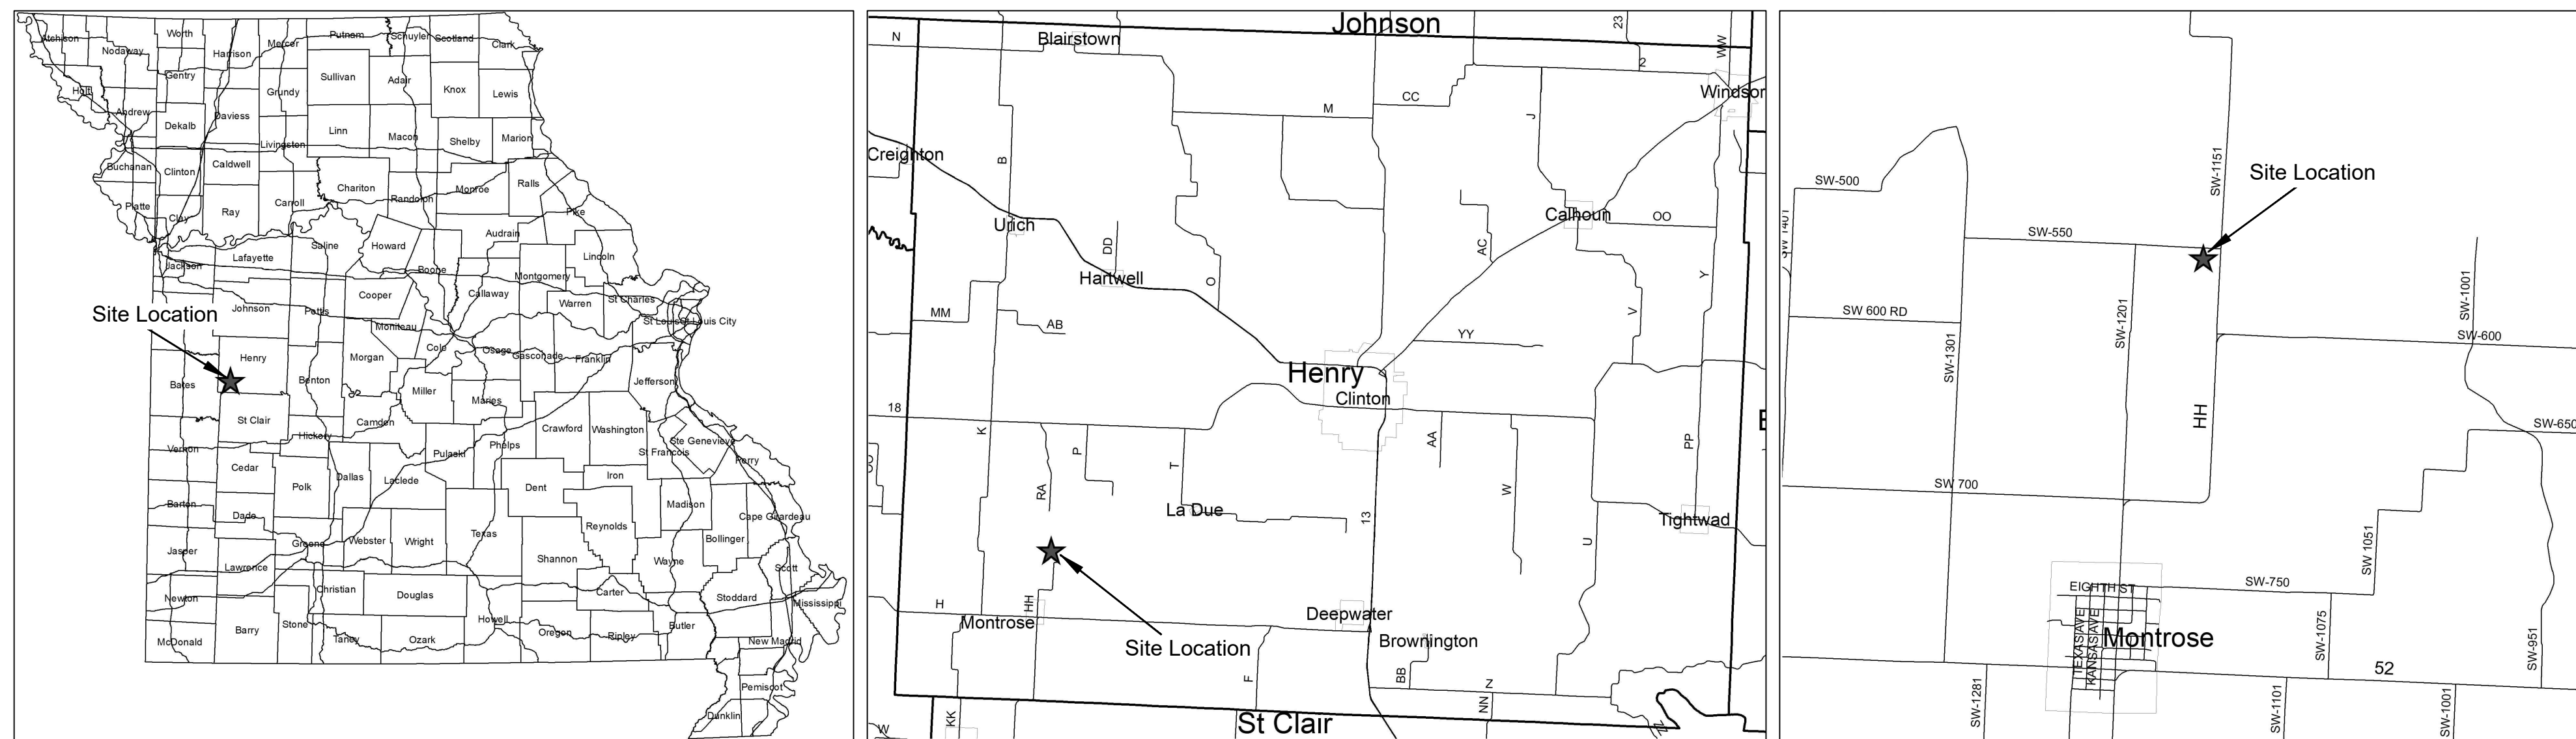 Atchison
Nodaway
Worth
Harrison
Mercer
Putnam
Schuyler
Scotland
Clark
Gentry
Sullivan
Adair
Knox
Lewis
Holt
Andrew
Dekalb
Daviess
Grundy
Linn
Macon
Shelby
Marion
Livingston
Buchanan
Clinton
Caldwell
Chariton
Randolph
Monroe
Ralls
Platte
Clay
Ray
Carroll
Pike
Saline
Howard
Audrain
Jackson
Lafayette
Boone
Montgomery
Lincoln
Cooper
Callaway
Warren
St Charles
Site Location
Johnson
Pettis
Moniteau
St Louis
St Louis City
Henry
Morgan
Cole
Osage
Gasconade
Franklin
Bates
Benton
Miller
Maries
Jefferson
St Clair
Camden
Hickory
Crawford
Washington
Ste Genevieve
St Francois
Vernon
Cedar
Dallas
Laclede
Pulaski
Phelps
Perry
Polk
Dent
Iron
Madison
Barton
Dade
Cape Girardeau
Greene
Webster
Wright
Texas
Reynolds
Bollinger
Jasper
Lawrence
Shannon
Wayne
Scott
Newton
Christian
Douglas
Carter
Stoddard
Mississippi
McDonald
Barry
Stone
Taney
Ozark
Howell
Oregon
Ripley
Butler
New Madrid
Pemiscot
Dunklin
Johnson
N
Blairstown
23
2
WW
Windsor
M
CC
J
Creighton
B
Urich
DD
Hartwell
O
AC
Calhoun
OO
Y
V
MM
AB
YY
Henry
Clinton
18
K
RA
P
T
La Due
13
AA
W
PP
Tightwad
U
H
Montrose
HH
Site Location
Deepwater
Brownington
BB
F
Z
NN
KK
W
St Clair
SW-500
SW-1151
Site Location
SW-550
SW 600 RD
SW-1301
SW-1201
SW-1001
SW-600
HH
SW-650
SW 700
SW 1051
EIGHTH ST
SW-750
TEXAS AVE
KANSAS AVE
Montrose
SW-1075
SW-951
52
SW-1281
SW-1101
SW-1001